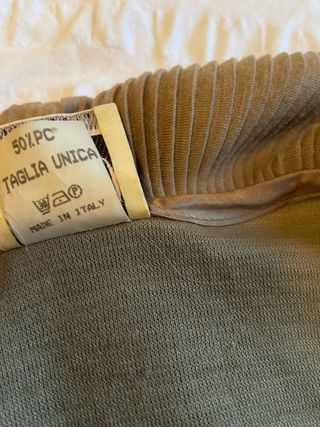 50% PC
TAGLIA UNICA
MADE IN ITALY